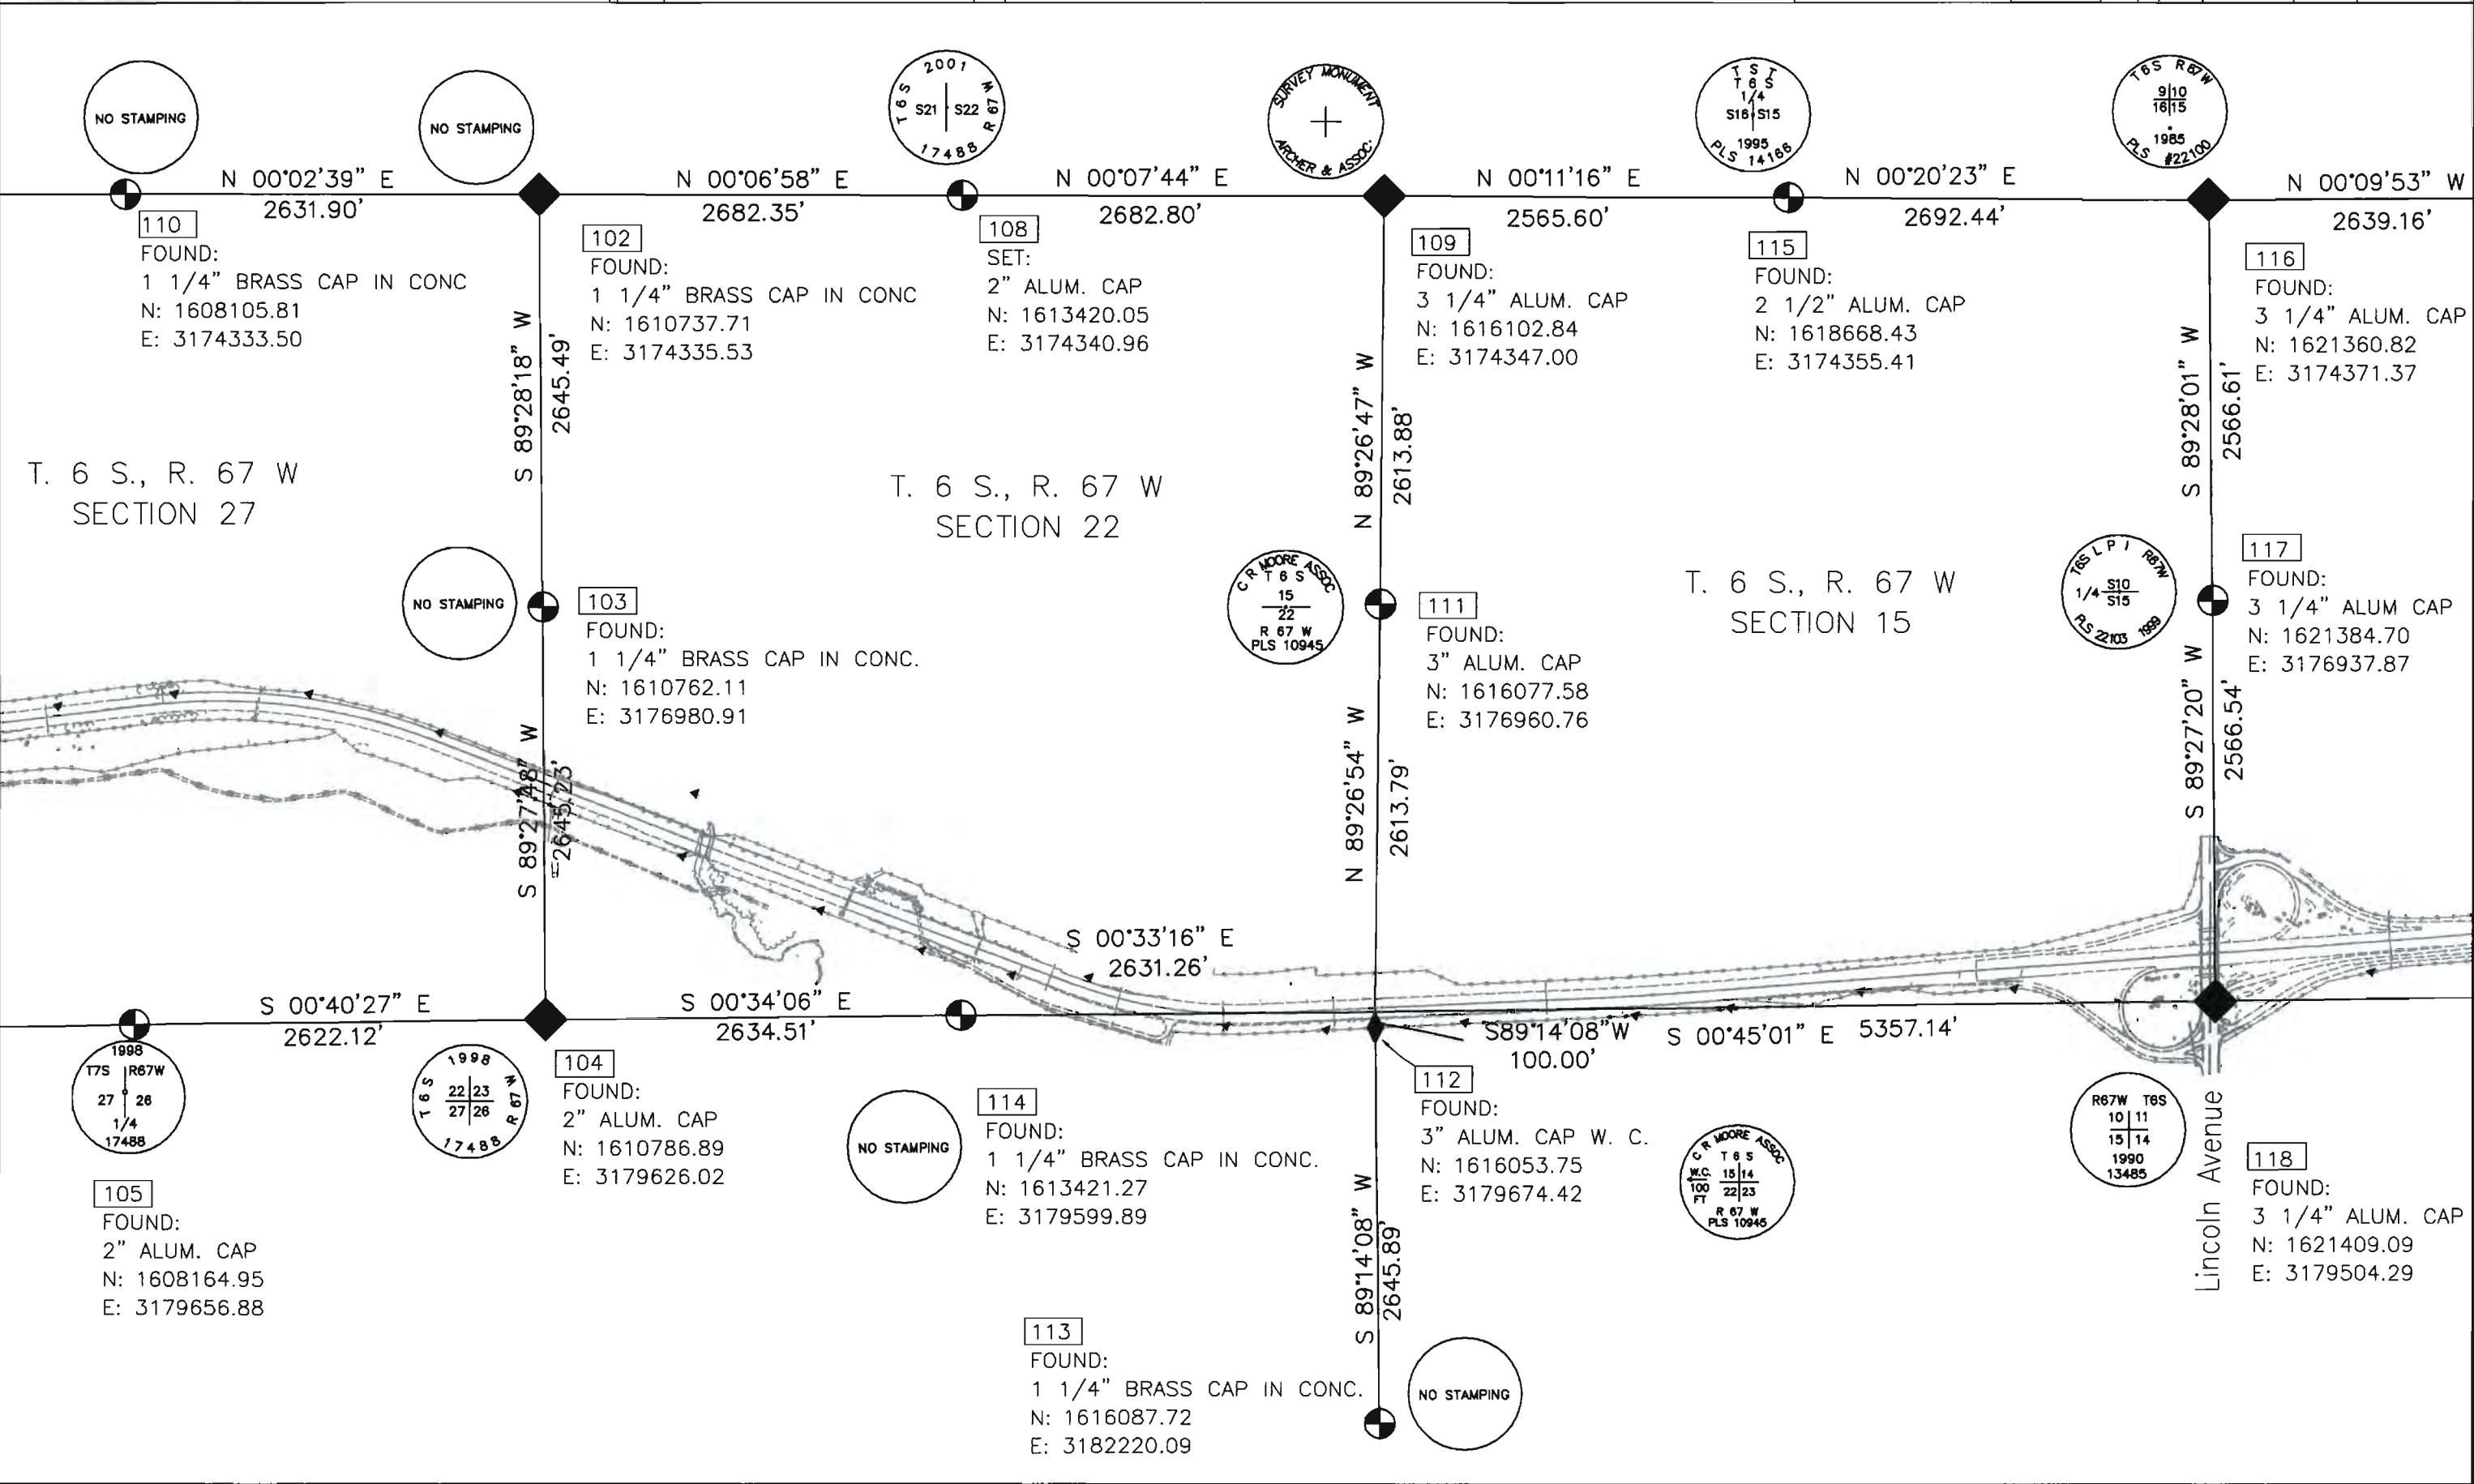 NO STAMPING
NO STAMPING
2001
T 6 S
S21 S22
R 67 W
17488
SURVEY MONUMENT
ARCHER & ASSOC.
T S T
T 6 S
1/4
S16 S15
1995
PLS 14166
T6S R67W
9 10
16 15
1985
PLS #22100
N 00°02'39" E
2631.90'
N 00°06'58" E
2682.35'
N 00°07'44" E
2682.80'
N 00°11'16" E
2565.60'
N 00°20'23" E
2692.44'
N 00°09'53" W
2639.16'
110
FOUND:
1 1/4" BRASS CAP IN CONC
N: 1608105.81
E: 3174333.50
102
FOUND:
1 1/4" BRASS CAP IN CONC
N: 1610737.71
E: 3174335.53
108
SET:
2" ALUM. CAP
N: 1613420.05
E: 3174340.96
109
FOUND:
3 1/4" ALUM. CAP
N: 1616102.84
E: 3174347.00
115
FOUND:
2 1/2" ALUM. CAP
N: 1618668.43
E: 3174355.41
116
FOUND:
3 1/4" ALUM. CAP
N: 1621360.82
E: 3174371.37
S 89°28'18" W
2645.49'
N 89°26'47" W
2613.88'
S 89°28'01" W
2566.61'
T. 6 S., R. 67 W
SECTION 27
T. 6 S., R. 67 W
SECTION 22
T. 6 S., R. 67 W
SECTION 15
NO STAMPING
103
FOUND:
1 1/4" BRASS CAP IN CONC.
N: 1610762.11
E: 3176980.91
C R MOORE ASSOC
T 6 S
15
22
R 67 W
PLS 10945
111
FOUND:
3" ALUM. CAP
N: 1616077.58
E: 3176960.76
T6S L P I R67W
1/4 S10
S15
PLS 22103 1999
117
FOUND:
3 1/4" ALUM CAP
N: 1621384.70
E: 3176937.87
S 89°27'48" W
2645.23'
N 89°26'54" W
2613.79'
S 89°27'20" W
2566.54'
S 00°33'16" E
2631.26'
S 00°40'27" E
2622.12'
S 00°34'06" E
2634.51'
S89°14'08"W
100.00'
S 00°45'01" E 5357.14'
1998
T7S R67W
27 26
1/4
17488
105
FOUND:
2" ALUM. CAP
N: 1608164.95
E: 3179656.88
1998
T 6 S
22 23
27 26
R 67 W
17488
104
FOUND:
2" ALUM. CAP
N: 1610786.89
E: 3179626.02
NO STAMPING
114
FOUND:
1 1/4" BRASS CAP IN CONC.
N: 1613421.27
E: 3179599.89
112
FOUND:
3" ALUM. CAP W. C.
N: 1616053.75
E: 3179674.42
C R MOORE ASSOC
T 6 S
W.C. 15 14
100 22 23
FT
R 67 W
PLS 10945
R67W T6S
10 11
15 14
1990
13485
Lincoln Avenue
118
FOUND:
3 1/4" ALUM. CAP
N: 1621409.09
E: 3179504.29
S 89°14'08" W
2645.89'
113
FOUND:
1 1/4" BRASS CAP IN CONC.
N: 1616087.72
E: 3182220.09
NO STAMPING